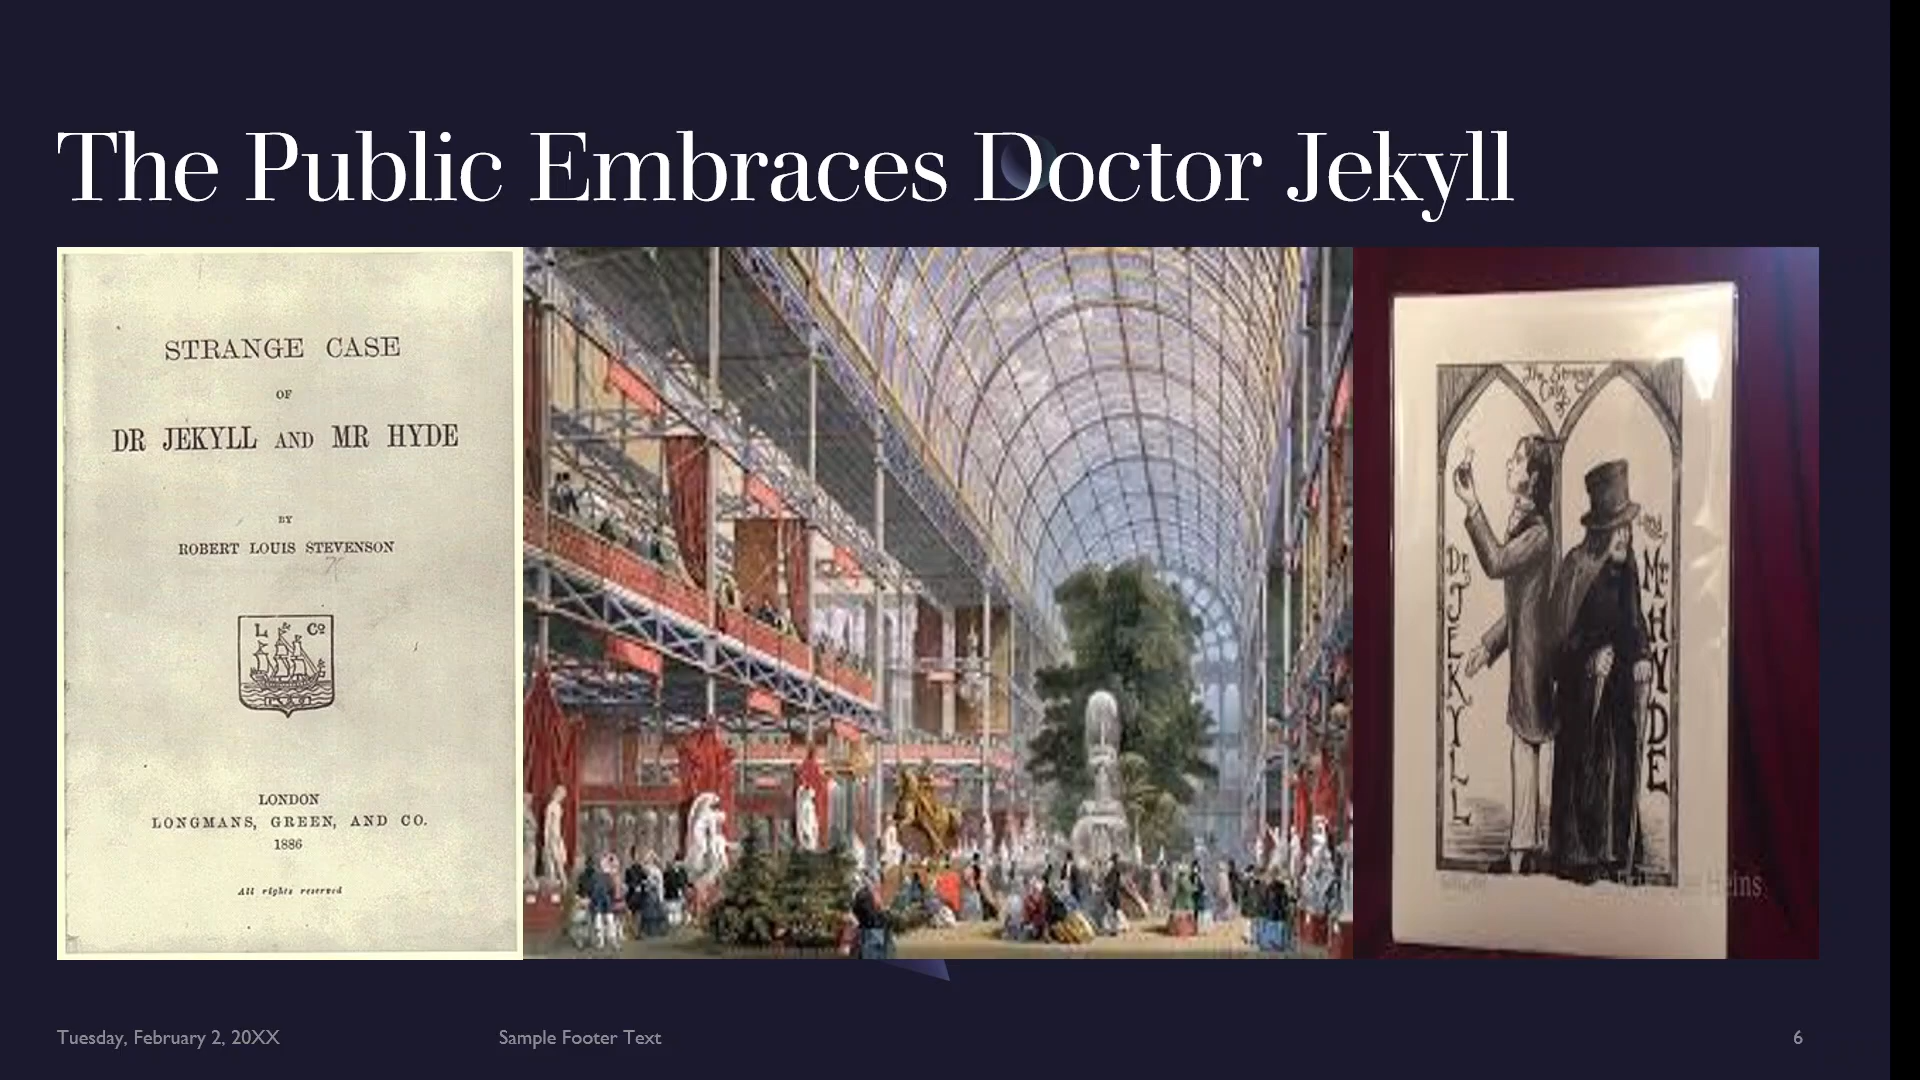 The Public Embraces Doctor Jekyll
STRANGE CASE
OF
DR JEKYLL AND MR HYDE
BY
ROBERT LOUIS STEVENSON
L Co
LONDON
LONGMANS, GREEN, AND CO.
1886
All rights reserved
The Strange
Case
of
Dr. JEKYLL
and
Mr. HYDE
Heins
Tuesday, February 2, 20XX
Sample Footer Text
6